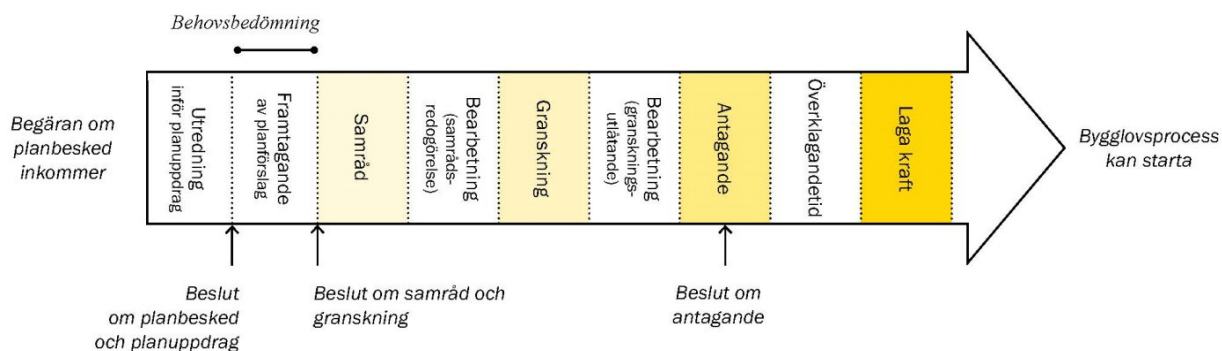 Behovsbedömning
Begäran om
planbesked
inkommer
Utredning
inför planuppdrag
Framtagande
av planförslag
Samråd
Bearbetning
(samråds-
redogörelse)
Granskning
Bearbetning
(gransknings-
utlåtande)
Antagande
Överklagandetid
Laga kraft
Bygglovsprocess
kan starta
Beslut
om planbesked
och planuppdrag
Beslut om samråd och
granskning
Beslut om
antagande